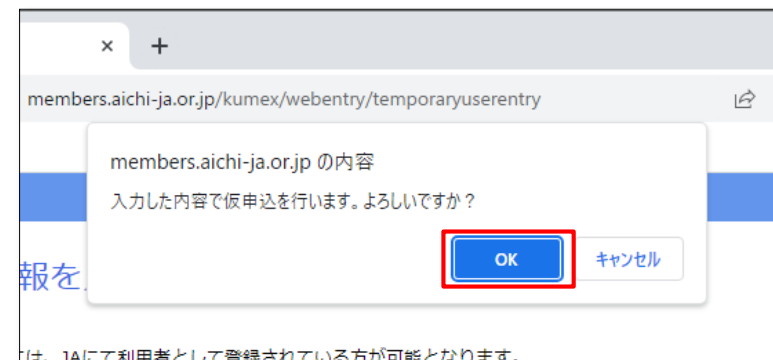 × +
members.aichi-ja.or.jp/kumex/webentry/temporaryuserentry
members.aichi-ja.or.jp の内容
入力した内容で仮申込を行います。よろしいですか？
OK キャンセル
報を
は、JAにて利用者として登録されている方が可能となります。